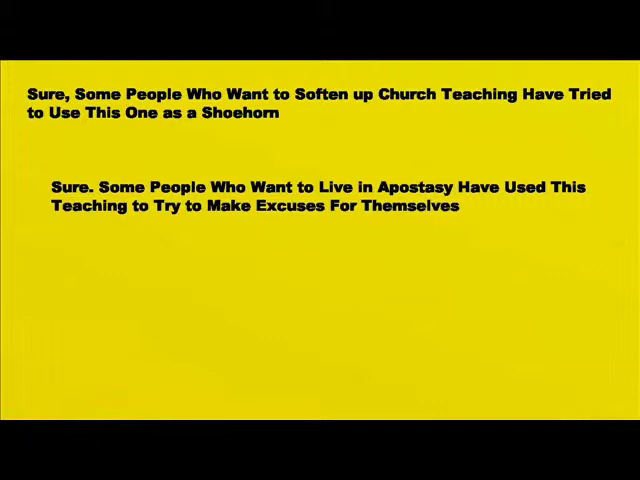 Sure, Some People Who Want to Soften up Church Teaching Have Tried
to Use This One as a Shoehorn
Sure. Some People Who Want to Live in Apostasy Have Used This
Teaching to Try to Make Excuses For Themselves